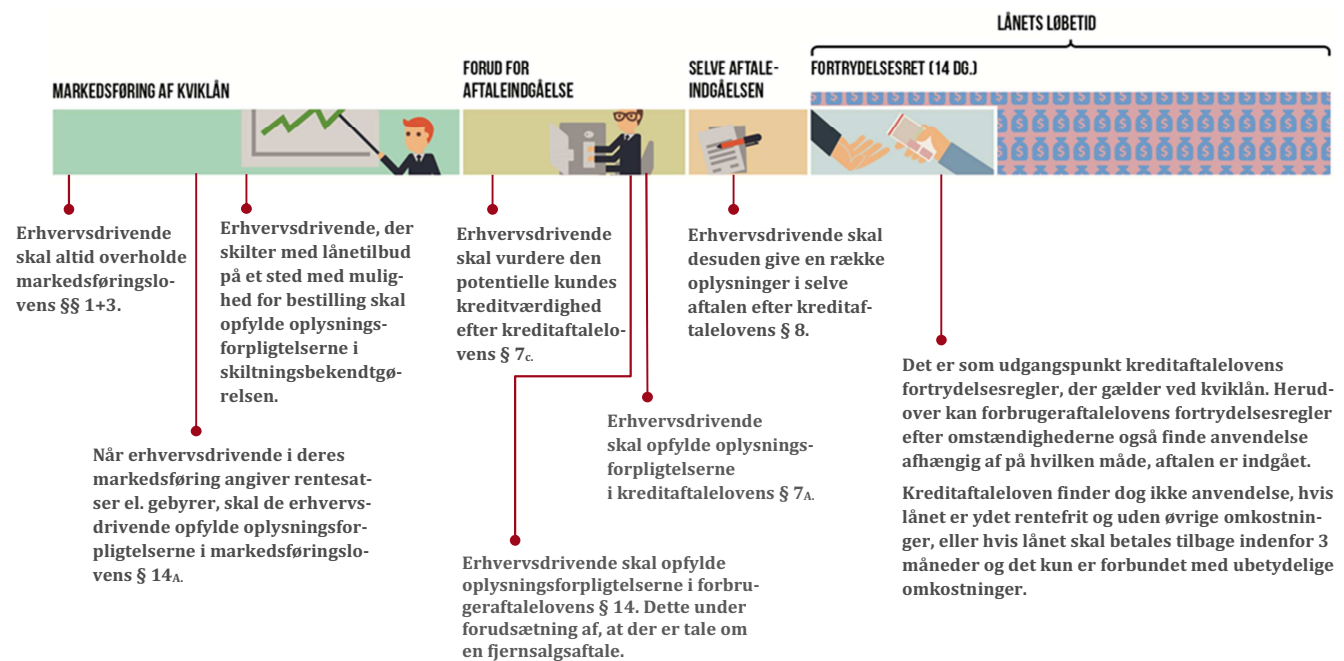 LÅNETS LØBETID
MARKEDSFØRING AF KVIKLÅN
FORUD FOR
AFTALEINDGÅELSE
SELVE AFTALE-
INDGÅELSEN
FORTRYDELSESRET (14 DG.)
Erhvervsdrivende
skal altid overholde
markedsføringslo-
vens §§ 1+3.
Når erhvervsdrivende i deres
markedsføring angiver rentesat-
ser el. gebyrer, skal de erhvervs-
drivende opfylde oplysningsfor-
pligtelserne i markedsføringslo-
vens § 14A.
Erhvervsdrivende, der
skilter med lånetilbud
på et sted med mulig-
hed for bestilling skal
opfylde oplysnings-
forpligtelserne i
skiltningsbekendtgø-
relsen.
Erhvervsdrivende
skal vurdere den
potentielle kundes
kreditværdighed
efter kreditaftalelo-
vens § 7c.
Erhvervsdrivende skal opfylde
oplysningsforpligtelserne i forbru-
geraftalelovens § 14. Dette under
forudsætning af, at der er tale om
en fjernsalgsaftale.
Erhvervsdrivende
skal opfylde oplysnings-
forpligtelserne
i kreditaftalelovens § 7A.
Erhvervsdrivende skal
desuden give en række
oplysninger i selve
aftalen efter kreditaf-
talelovens § 8.
Det er som udgangspunkt kreditaftalelovens
fortrydelsesregler, der gælder ved kviklån. Herud-
over kan forbrugeraftalelovens fortrydelsesregler
efter omstændighederne også finde anvendelse
afhængig af på hvilken måde, aftalen er indgået.
Kreditaftaleloven finder dog ikke anvendelse, hvis
lånet er ydet rentefrit og uden øvrige omkostnin-
ger, eller hvis lånet skal betales tilbage indenfor 3
måneder og det kun er forbundet med ubetydelige
omkostninger.